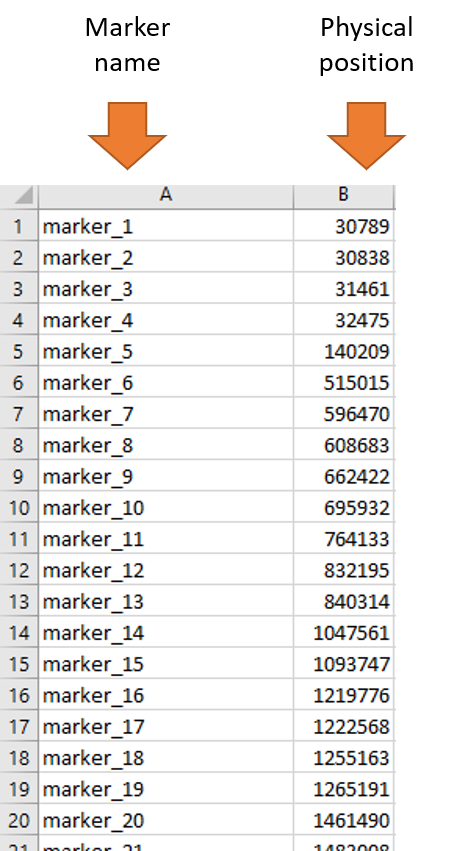 Marker name
Physical position
A B
1 marker_1 30789
2 marker_2 30838
3 marker_3 31461
4 marker_4 32475
5 marker_5 140209
6 marker_6 515015
7 marker_7 596470
8 marker_8 608683
9 marker_9 662422
10 marker_10 695932
11 marker_11 764133
12 marker_12 832195
13 marker_13 840314
14 marker_14 1047561
15 marker_15 1093747
16 marker_16 1219776
17 marker_17 1222568
18 marker_18 1255163
19 marker_19 1265191
20 marker_20 1461490
21 marker_21